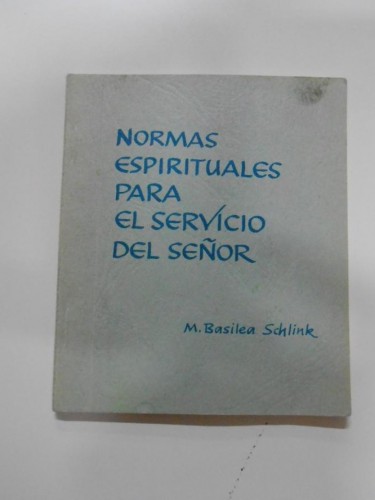 NORMAS
ESPIRITUALES
PARA
EL SERVICIO
DEL SEÑOR
M. Basilea Schlink